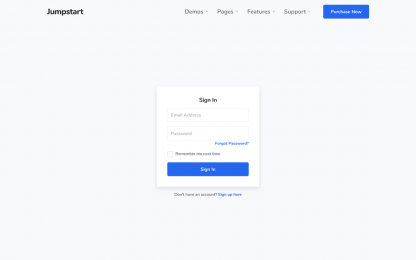 Jumpstart Demos Pages Features Support Purchase Now
Sign In
Email Address
Password
Forgot Password?
Remember me next time
Sign in
Don't have an account? Sign up here